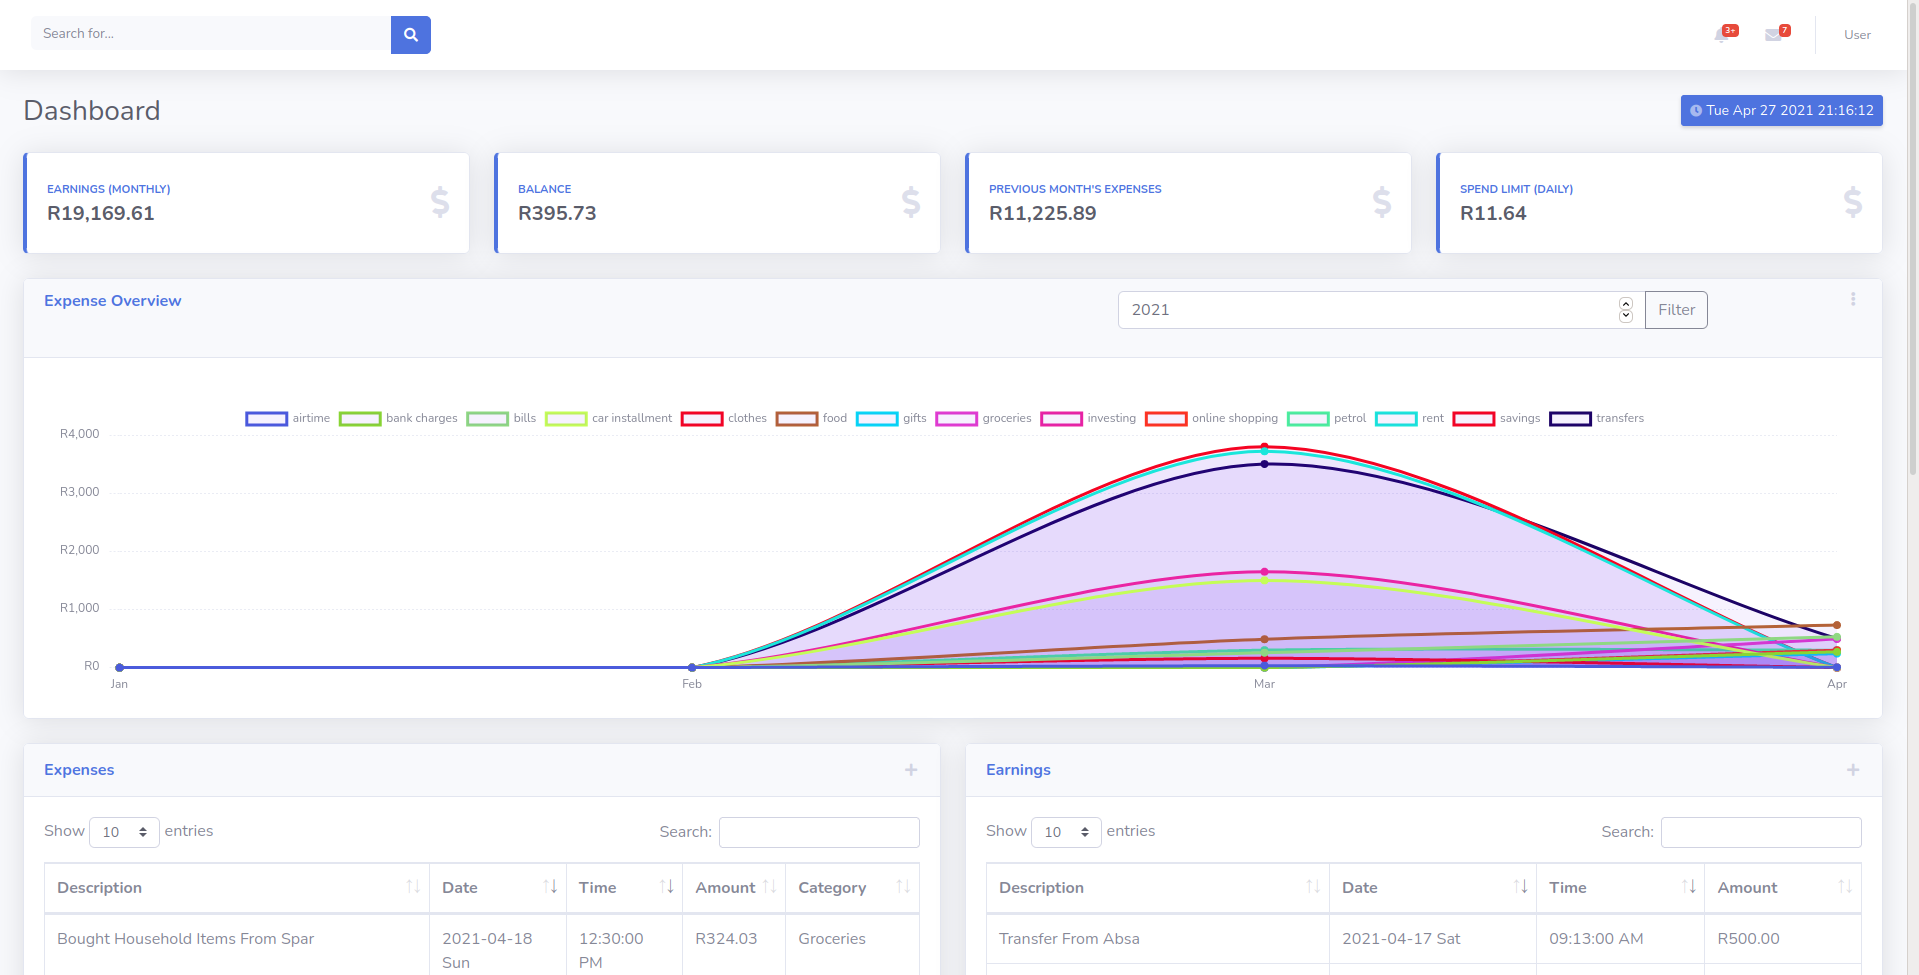 Search for...
3+
7
User
Dashboard
Tue Apr 27 2021 21:16:12
EARNINGS (MONTHLY)
R19,169.61
BALANCE
R395.73
PREVIOUS MONTH'S EXPENSES
R11,225.89
SPEND LIMIT (DAILY)
R11.64
Expense Overview
2021
Filter
airtime bank charges bills car installment clothes food gifts groceries investing online shopping petrol rent savings transfers
R4,000
R3,000
R2,000
R1,000
R0
Jan Feb Mar Apr
Expenses
Show 10 entries
Search:
Description Date Time Amount Category
Bought Household Items From Spar 2021-04-18 12:30:00 R324.03 Groceries
Sun PM
Earnings
Show 10 entries
Search:
Description Date Time Amount
Transfer From Absa 2021-04-17 Sat 09:13:00 AM R500.00